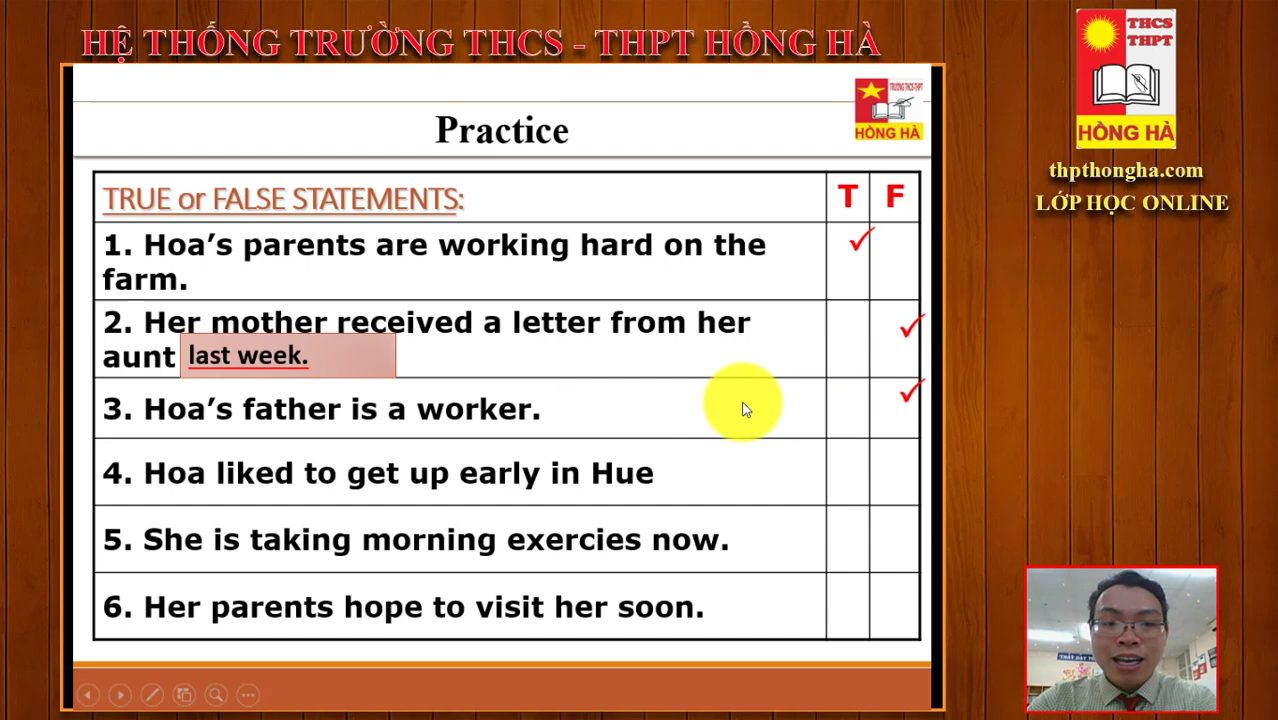 HỆ THỐNG TRƯỜNG THCS - THPT HỒNG HÀ
THCS
THPT
HỒNG HÀ
thpthongha.com
LỚP HỌC ONLINE
TRƯỜNG THCS-THPT
HỒNG HÀ
Practice
TRUE or FALSE STATEMENTS:
T F
1. Hoa’s parents are working hard on the
farm.
2. Her mother received a letter from her
aunt last week.
3. Hoa’s father is a worker.
4. Hoa liked to get up early in Hue
5. She is taking morning exercies now.
6. Her parents hope to visit her soon.